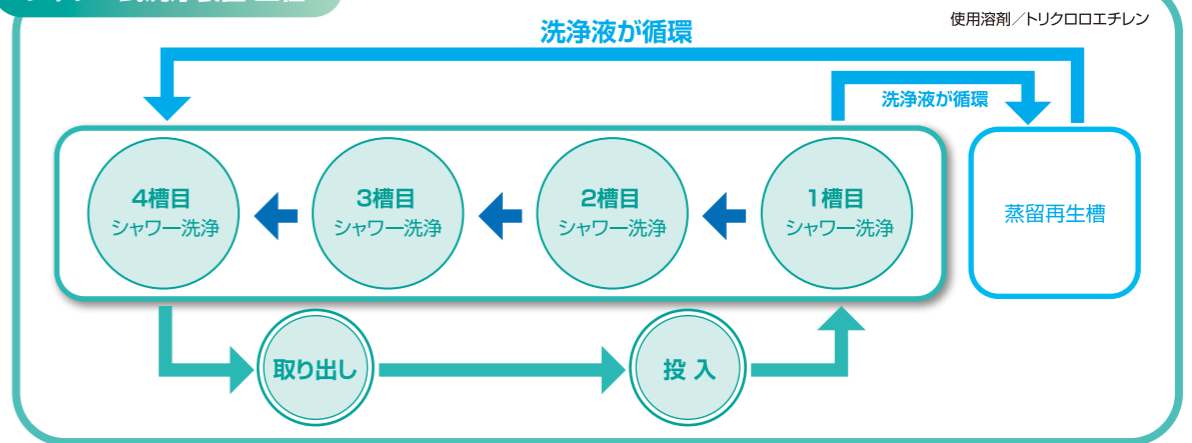 使用溶剤／トリクロロエチレン
洗浄液が循環
洗浄液が循環
4槽目
シャワー洗浄
3槽目
シャワー洗浄
2槽目
シャワー洗浄
1槽目
シャワー洗浄
蒸留再生槽
取り出し
投 入